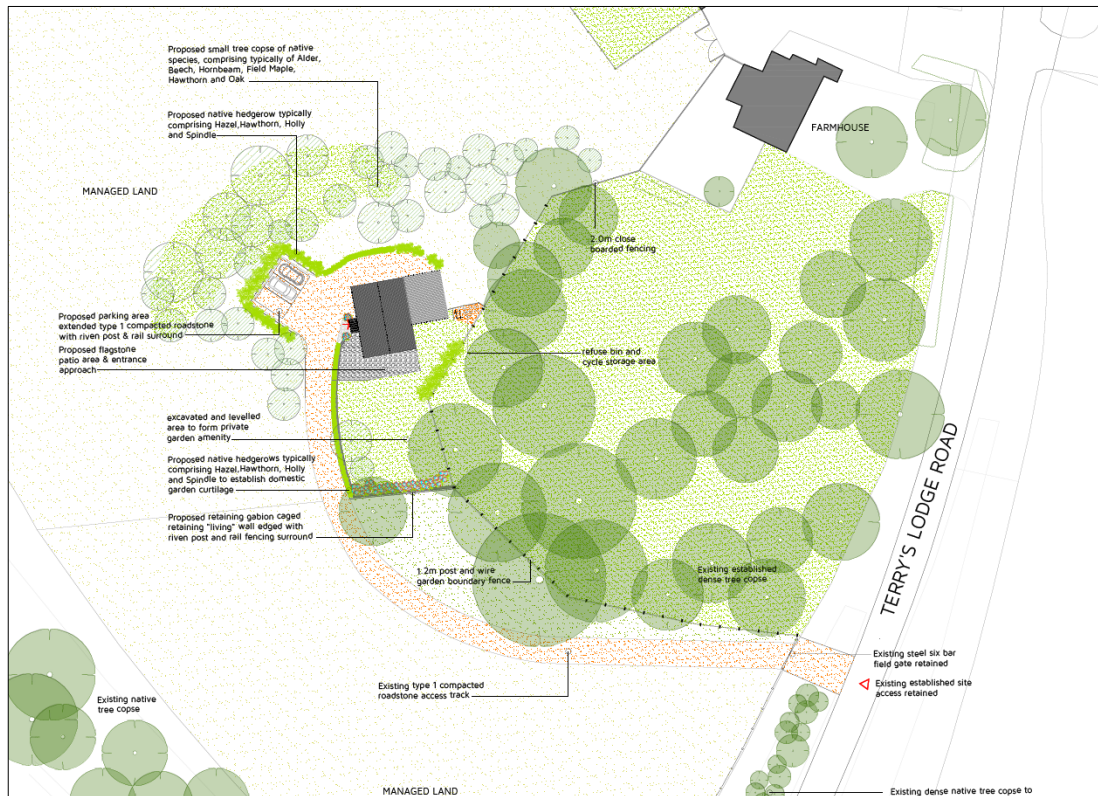 Proposed small tree copse of native
species, comprising typically of Alder,
Beech, Hornbeam, Field Maple,
Hawthorn and Oak
Proposed native hedgerow typically
comprising Hazel,Hawthorn, Holly
and Spindle
FARMHOUSE
MANAGED LAND
2.0m close
boarded fencing
Proposed parking area
extended type 1 compacted roadstone
with riven post & rail surround
Proposed flagstone
patio area & entrance
approach
refuse bin and
cycle storage area
excavated and levelled
area to form private
garden amenity
Proposed native hedgerows typically
comprising Hazel,Hawthorn, Holly
and Spindle to establish domestic
garden curtilage
Proposed retaining gabion caged
retaining "living" wall edged with
riven post and rail fencing surround
1.2m post and wire
garden boundary fence
Existing established
dense tree copse
TERRY'S LODGE ROAD
Existing steel six bar
field gate retained
Existing established site
access retained
Existing type 1 compacted
roadstone access track
Existing native
tree copse
MANAGED LAND
Existing dense native tree copse to